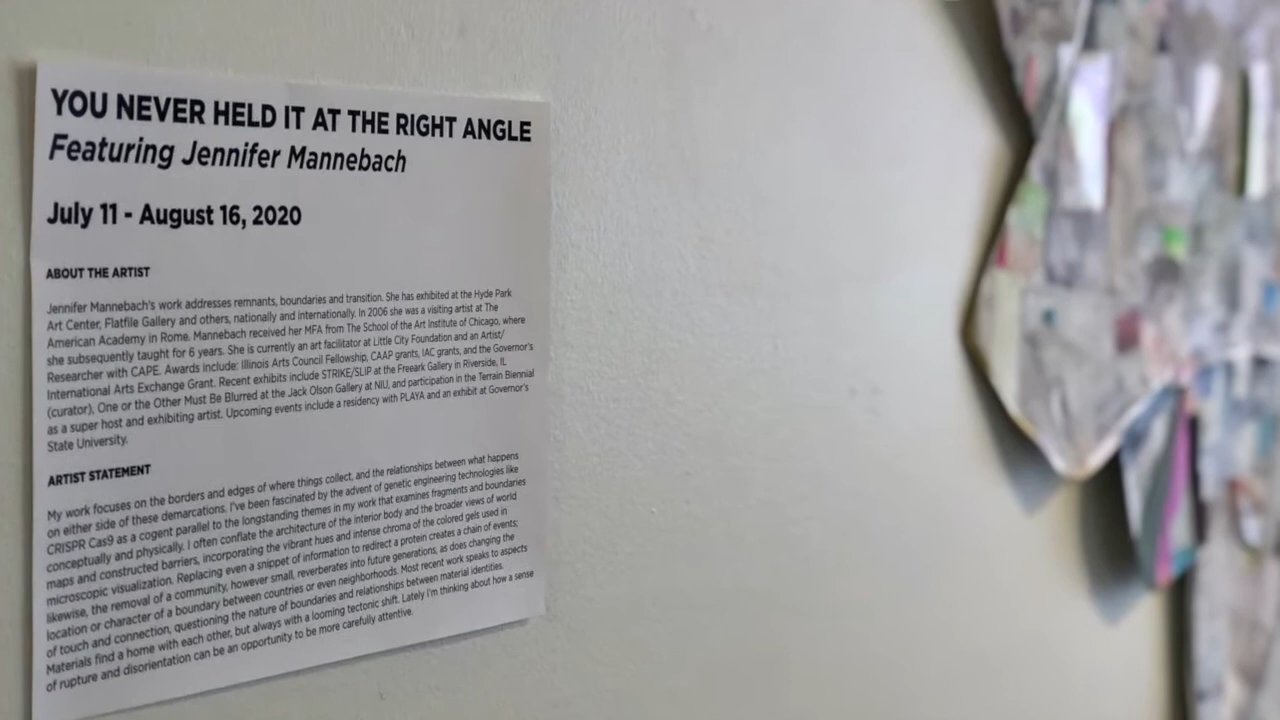 YOU NEVER HELD IT AT THE RIGHT ANGLE
Featuring Jennifer Mannebach
July 11 - August 16, 2020
ABOUT THE ARTIST
Jennifer Mannebach's work addresses remnants, boundaries and transition. She has exhibited at the Hyde Park
Art Center, Flatfile Gallery and others, nationally and internationally. In 2006 she was a visiting artist at The
American Academy in Rome. Mannebach received her MFA from The School of the Art Institute of Chicago, where
she subsequently taught for 6 years. She is currently an art facilitator at Little City Foundation and an Artist/
Researcher with CAPE. Awards include: Illinois Arts Council Fellowship, CAAP grants, IAC grants, and the Governor's
International Arts Exchange Grant. Recent exhibits include STRIKE/SLIP at the Freeark Gallery in Riverside, IL
(curator), One or the Other Must Be Blurred at the Jack Olson Gallery at NIU, and participation in the Terrain Biennial
as a super host and exhibiting artist. Upcoming events include a residency with PLAYA and an exhibit at Governor's
State University.
ARTIST STATEMENT
My work focuses on the borders and edges of where things collect, and the relationships between what happens
on either side of these demarcations. I've been fascinated by the advent of genetic engineering technologies like
CRISPR Cas9 as a cogent parallel to the longstanding themes in my work that examines fragments and boundaries
conceptually and physically. I often conflate the architecture of the interior body and the broader views of world
maps and constructed barriers, incorporating the vibrant hues and intense chroma of the colored gels used in
microscopic visualization. Replacing even a snippet of information to redirect a protein creates a chain of events;
likewise, the removal of a community, however small, reverberates into future generations, as does changing the
location or character of a boundary between countries or even neighborhoods. Most recent work speaks to aspects
of touch and connection, questioning the nature of boundaries and relationships between material identities.
Materials find a home with each other, but always with a looming tectonic shift. Lately I'm thinking about how a sense
of rupture and disorientation can be an opportunity to be more carefully attentive.